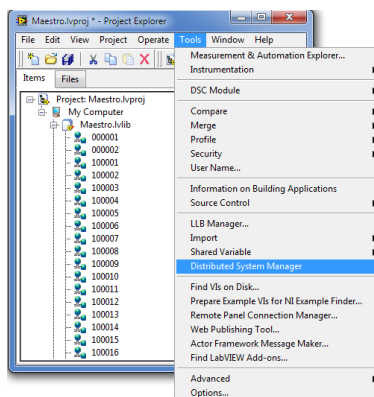 Maestro.lvproj * - Project Explorer
File Edit View Project Operate Tools Window Help
Items Files
Project: Maestro.lvproj
My Computer
Maestro.lvlib
000001
000002
100001
100002
100003
100004
100005
100006
100007
100008
100009
100010
100011
100012
100013
100014
100015
100016
Measurement & Automation Explorer...
Instrumentation
DSC Module
Compare
Merge
Profile
Security
User Name...
Information on Building Applications
Source Control
LLB Manager...
Import
Shared Variable
Distributed System Manager
Find VIs on Disk...
Prepare Example VIs for NI Example Finder...
Remote Panel Connection Manager...
Web Publishing Tool...
Actor Framework Message Maker...
Find LabVIEW Add-ons...
Advanced
Options...